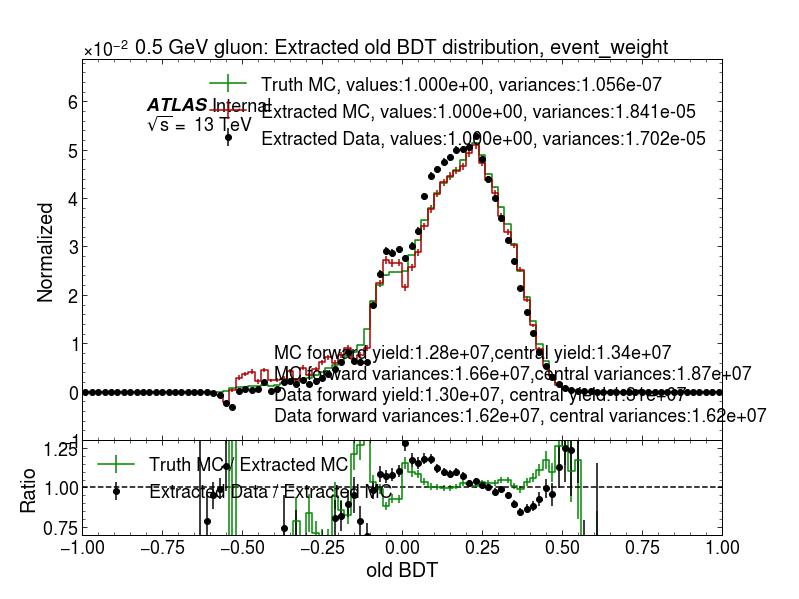 ×10⁻² 0.5 GeV gluon: Extracted old BDT distribution, event_weight
Truth MC, values:1.000e+00, variances:1.056e-07
ATLAS Internal
Extracted MC, values:1.000e+00, variances:1.841e-05
√s = 13 TeV
Extracted Data, values:1.000e+00, variances:1.702e-05
6
5
4
3
2
1
0
−1
Normalized
MC forward yield:1.28e+07,central yield:1.34e+07
MC forward variances:1.66e+07,central variances:1.87e+07
Data forward yield:1.30e+07, central yield:1.31e+07
Data forward variances:1.62e+07, central variances:1.62e+07
1.25
1.00
0.75
Ratio
Truth MC / Extracted MC
Extracted Data / Extracted MC
−1.00 −0.75 −0.50 −0.25 0.00 0.25 0.50 0.75 1.00
old BDT